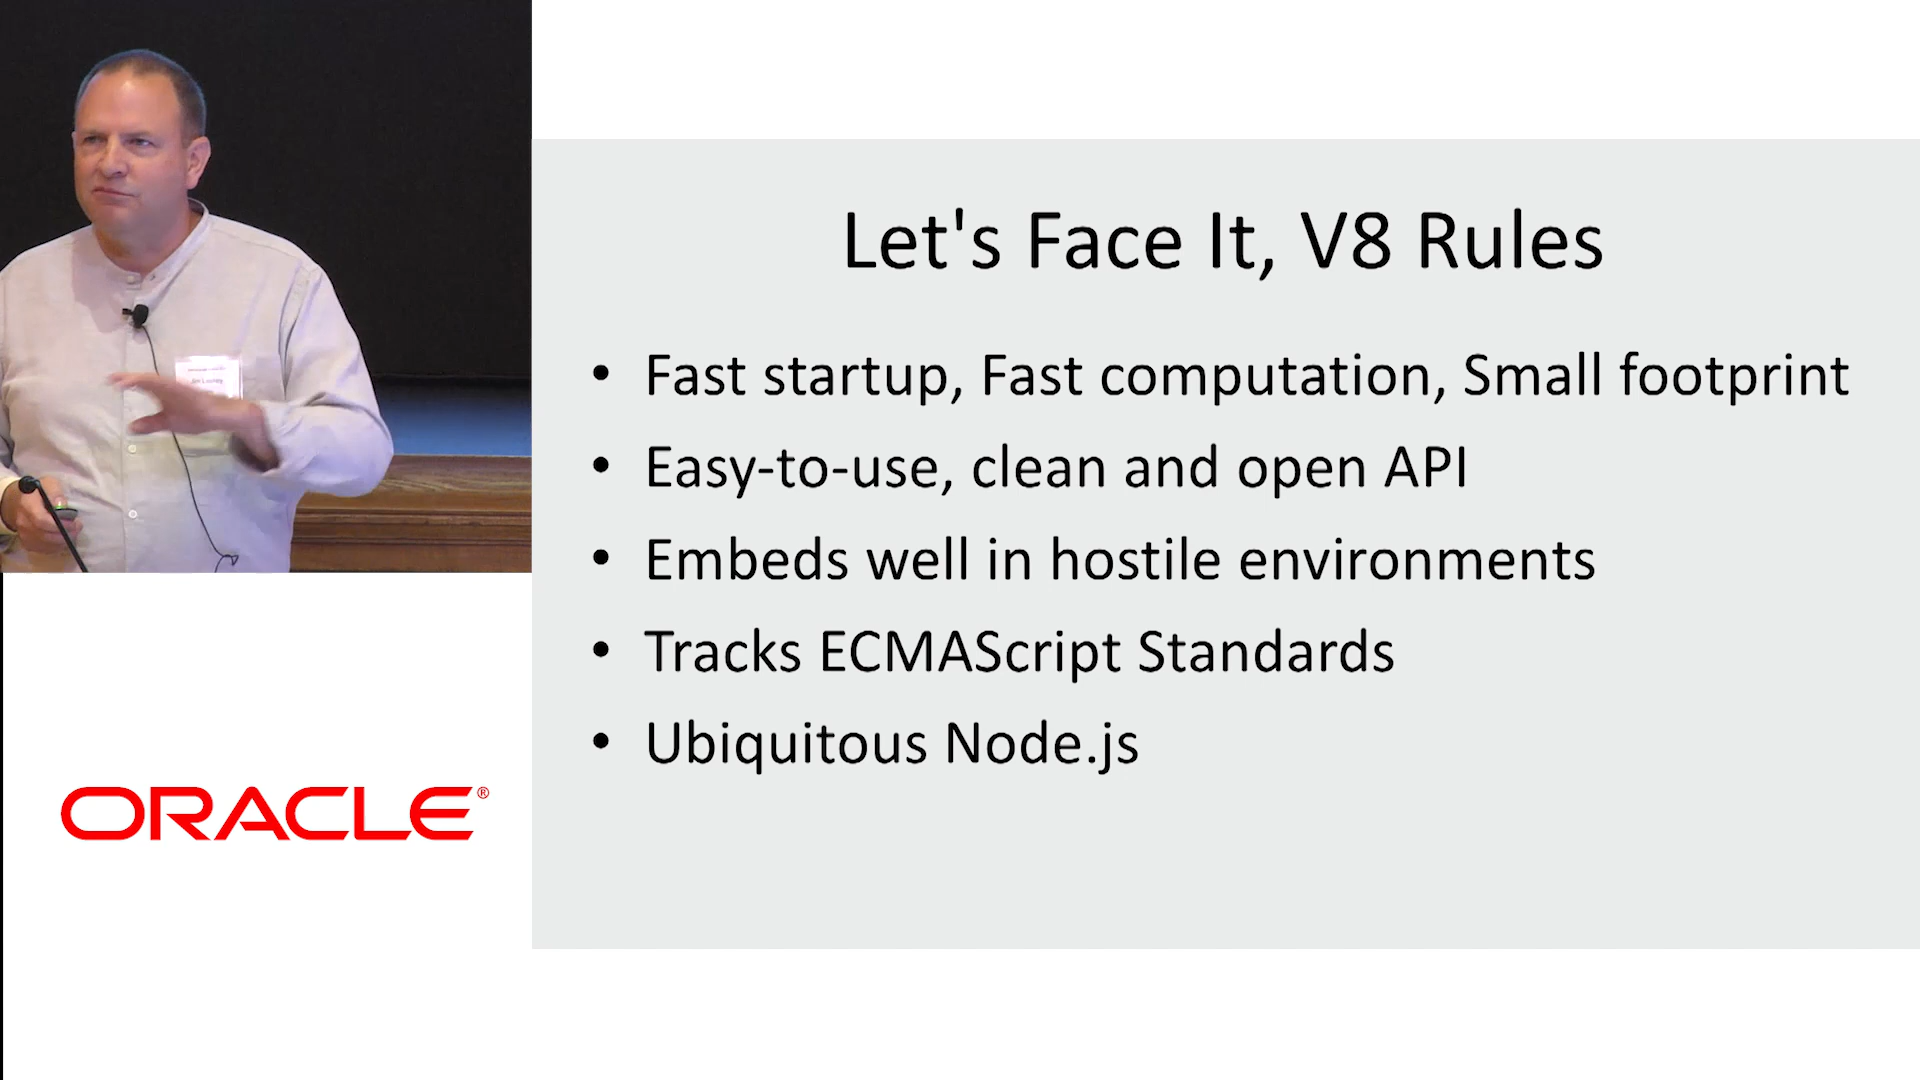 Let's Face It, V8 Rules
• Fast startup, Fast computation, Small footprint
• Easy-to-use, clean and open API
• Embeds well in hostile environments
• Tracks ECMAScript Standards
• Ubiquitous Node.js
ORACLE®